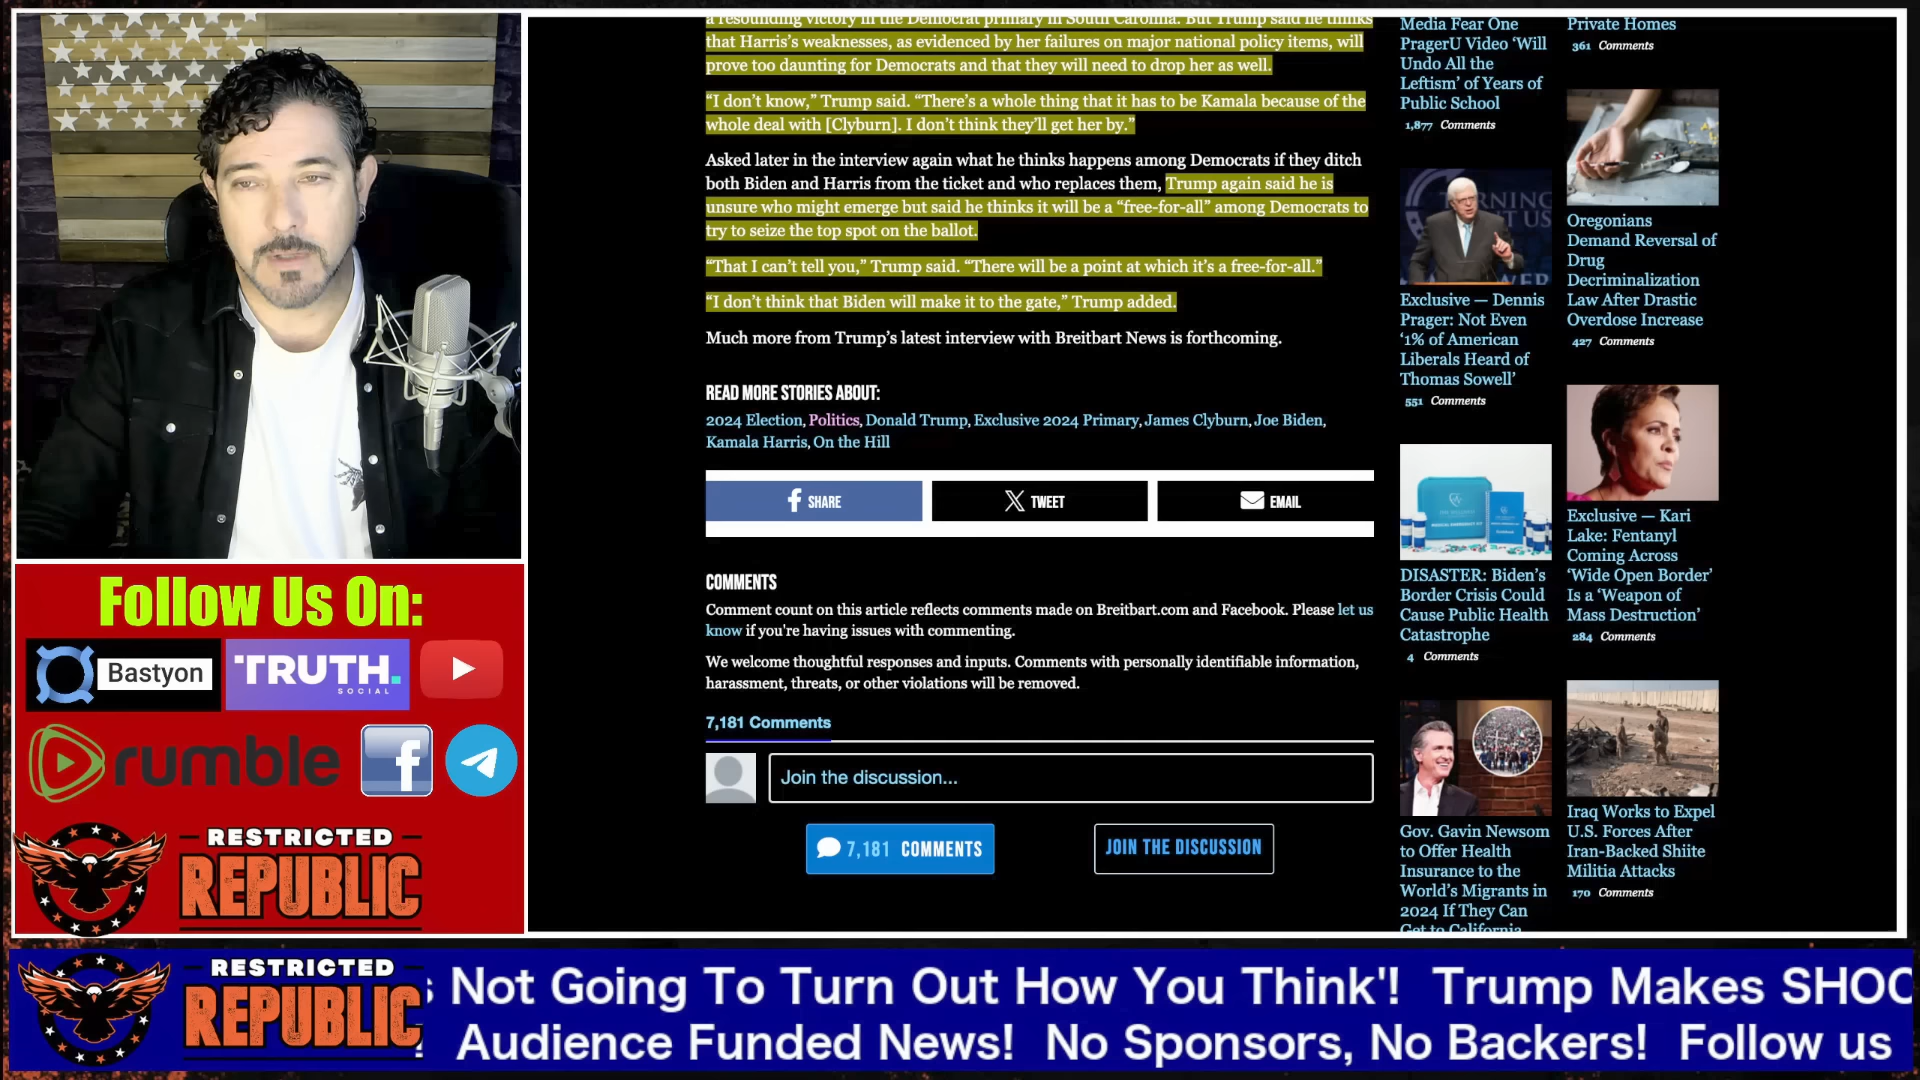 a resounding victory in the Democrat primary in South Carolina. But Trump said he thinks
that Harris’s weaknesses, as evidenced by her failures on major national policy items, will
prove too daunting for Democrats and that they will need to drop her as well.
“I don’t know,” Trump said. “There’s a whole thing that it has to be Kamala because of the
whole deal with [Clyburn]. I don’t think they’ll get her by.”
Asked later in the interview again what he thinks happens among Democrats if they ditch
both Biden and Harris from the ticket and who replaces them, Trump again said he is
unsure who might emerge but said he thinks it will be a “free-for-all” among Democrats to
try to seize the top spot on the ballot.
“That I can’t tell you,” Trump said. “There will be a point at which it’s a free-for-all.”
“I don’t think that Biden will make it to the gate,” Trump added.
Much more from Trump’s latest interview with Breitbart News is forthcoming.
READ MORE STORIES ABOUT:
2024 Election, Politics, Donald Trump, Exclusive 2024 Primary, James Clyburn, Joe Biden,
Kamala Harris, On the Hill
SHARE
TWEET
EMAIL
COMMENTS
Comment count on this article reflects comments made on Breitbart.com and Facebook. Please let us
know if you're having issues with commenting.
We welcome thoughtful responses and inputs. Comments with personally identifiable information,
harassment, threats, or other violations will be removed.
7,181 Comments
Join the discussion...
7,181 COMMENTS
JOIN THE DISCUSSION
Media Fear One
PragerU Video ‘Will
Undo All the
Leftism’ of Years of
Public School
1,877 Comments
TURNING
Exclusive — Dennis
Prager: Not Even
‘1% of American
Liberals Heard of
Thomas Sowell’
551 Comments
DISASTER: Biden’s
Border Crisis Could
Cause Public Health
Catastrophe
4 Comments
Gov. Gavin Newsom
to Offer Health
Insurance to the
World’s Migrants in
2024 If They Can
Get to California
Private Homes
361 Comments
Oregonians
Demand Reversal of
Drug
Decriminalization
Law After Drastic
Overdose Increase
427 Comments
Exclusive — Kari
Lake: Fentanyl
Coming Across
‘Wide Open Border’
Is a ‘Weapon of
Mass Destruction’
284 Comments
Iraq Works to Expel
U.S. Forces After
Iran-Backed Shiite
Militia Attacks
170 Comments
Follow Us On:
Bastyon
TRUTH.
SOCIAL
rumble
RESTRICTED
REPUBLIC
RESTRICTED
REPUBLIC
s Not Going To Turn Out How You Think'! Trump Makes SHOC
! Audience Funded News! No Sponsors, No Backers! Follow us